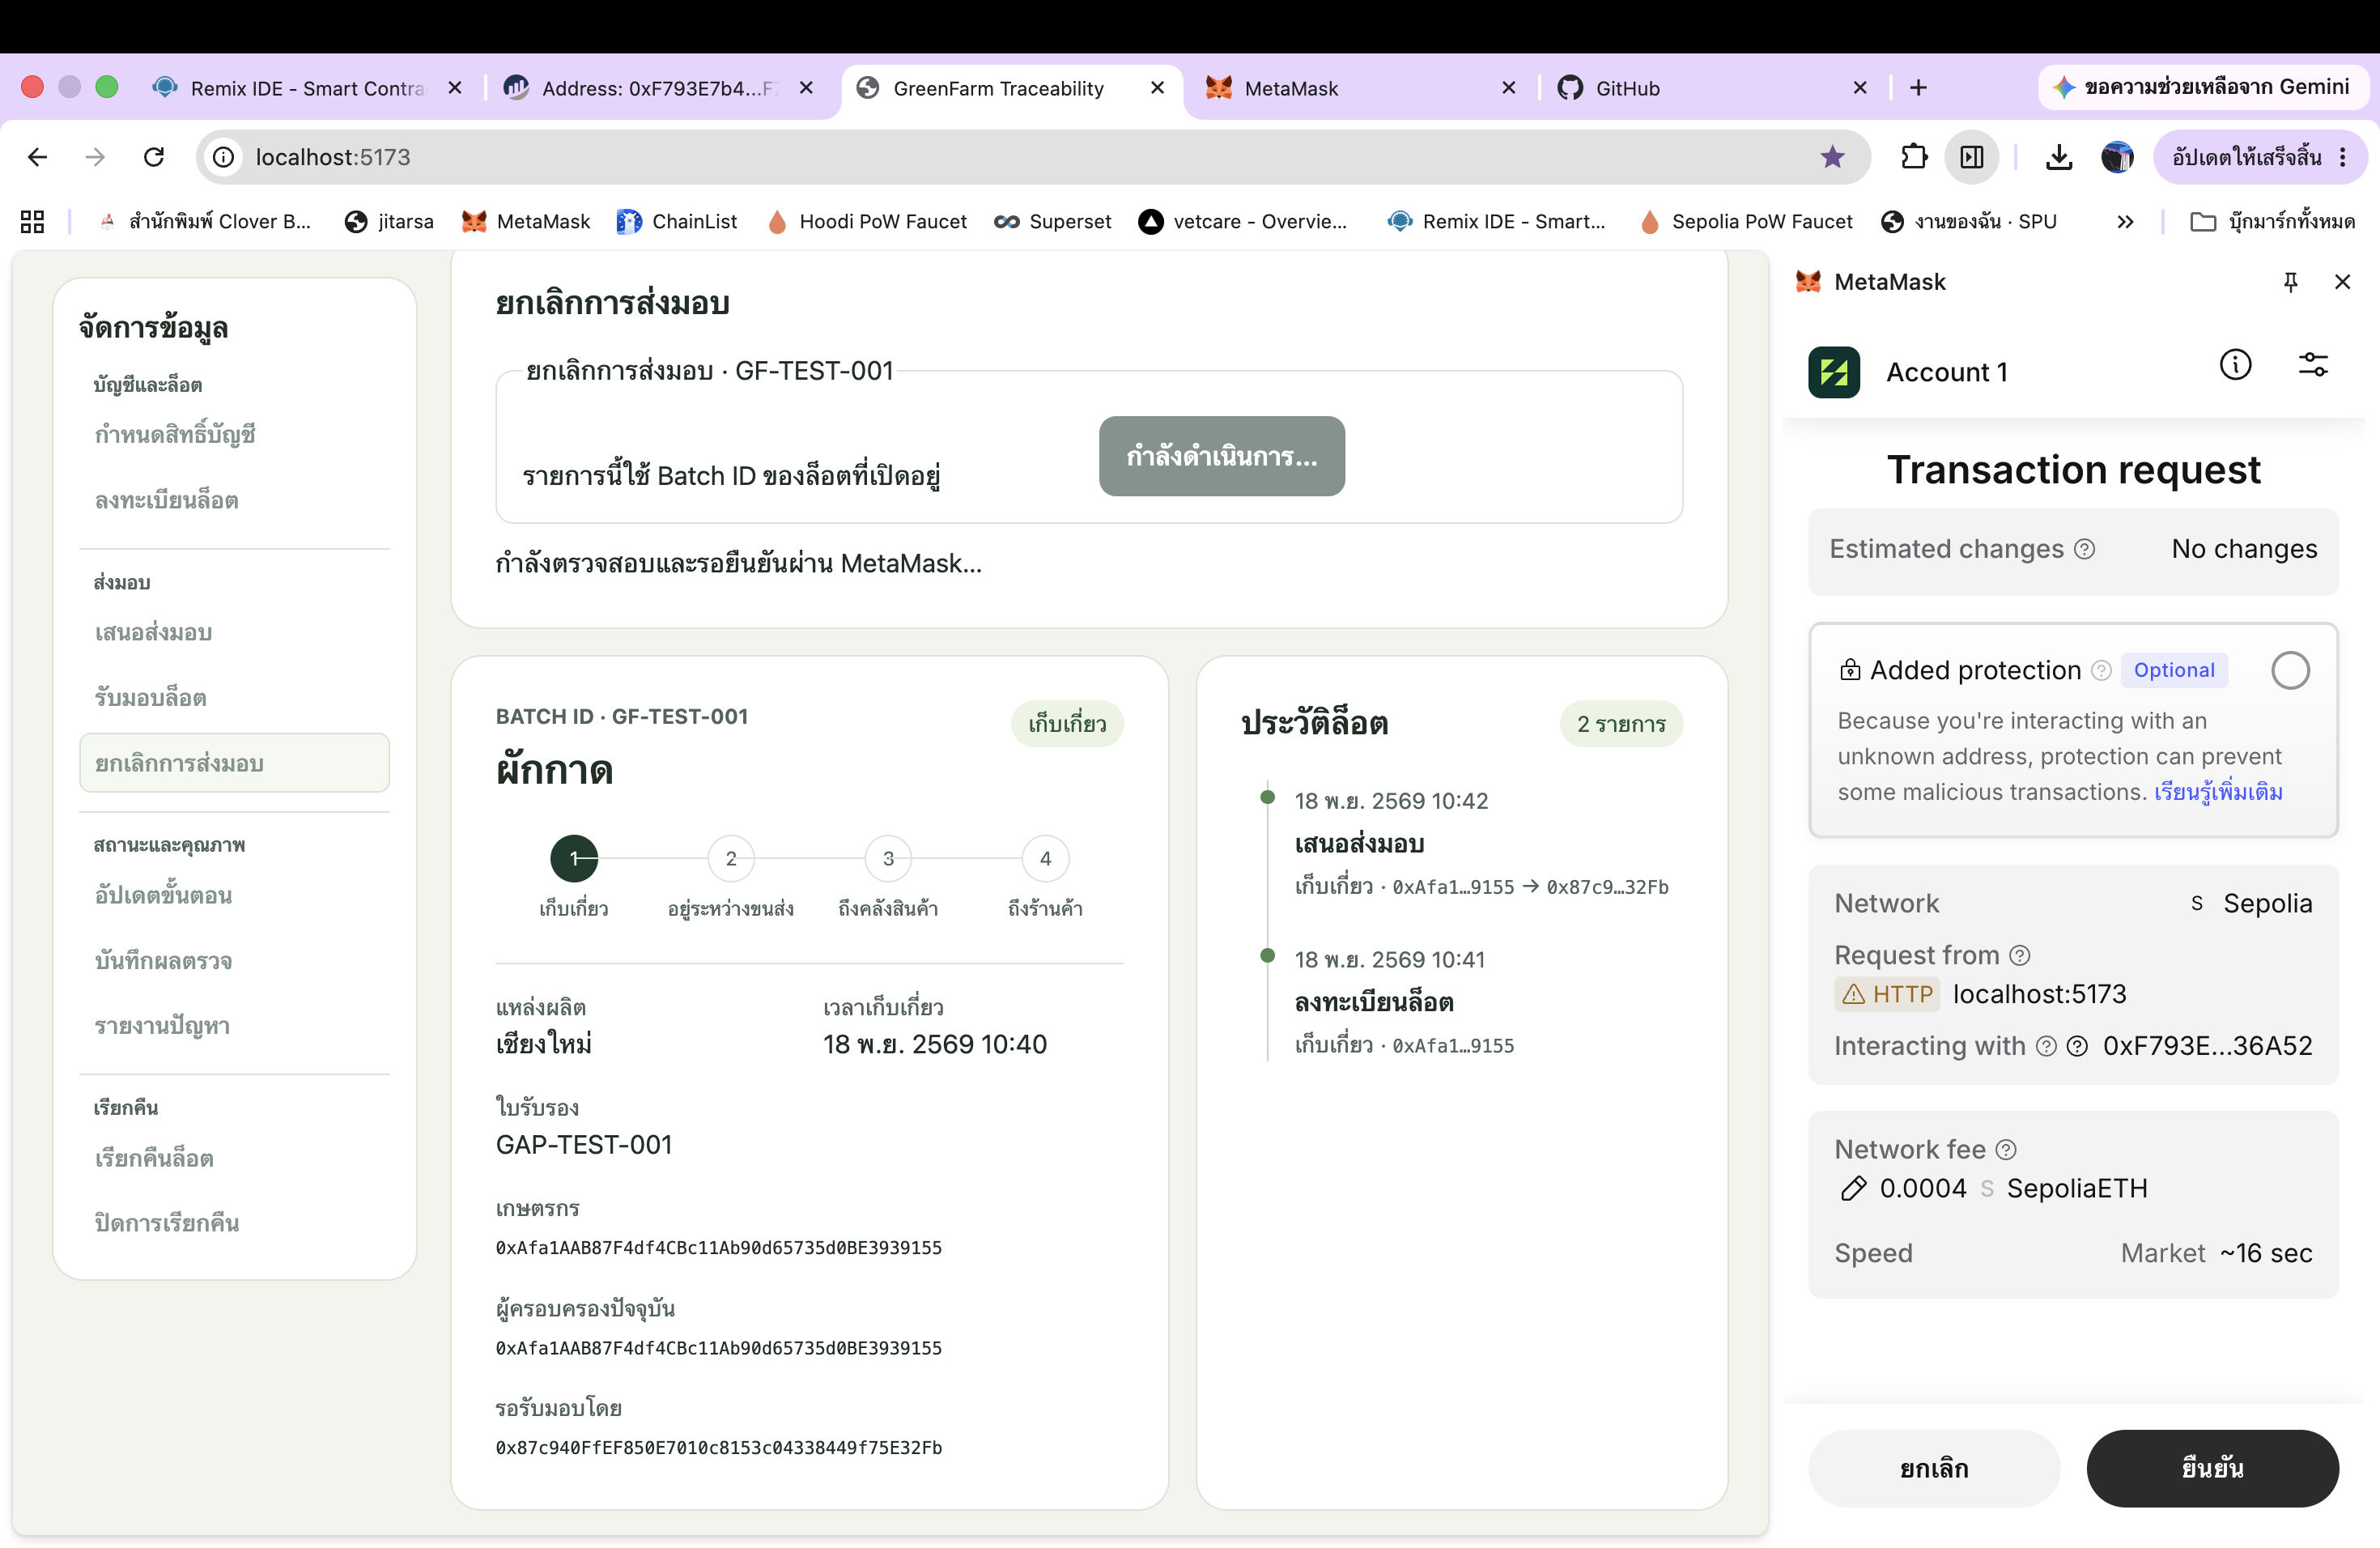 Remix IDE - Smart Contra
Address: 0xF793E7b4...F7
GreenFarm Traceability
MetaMask
GitHub
ขอความช่วยเหลือจาก Gemini
localhost:5173
อัปเดตให้เสร็จสิ้น
สำนักพิมพ์ Clover B...
jitarsa
MetaMask
ChainList
Hoodi PoW Faucet
Superset
vetcare - Overvie...
Remix IDE - Smart...
Sepolia PoW Faucet
งานของฉัน · SPU
บุ๊กมาร์กทั้งหมด
จัดการข้อมูล
บัญชีและล็อต
กำหนดสิทธิ์บัญชี
ลงทะเบียนล็อต
ส่งมอบ
เสนอส่งมอบ
รับมอบล็อต
ยกเลิกการส่งมอบ
สถานะและคุณภาพ
อัปเดตขั้นตอน
บันทึกผลตรวจ
รายงานปัญหา
เรียกคืน
เรียกคืนล็อต
ปิดการเรียกคืน
ยกเลิกการส่งมอบ
ยกเลิกการส่งมอบ · GF-TEST-001
รายการนี้ใช้ Batch ID ของล็อตที่เปิดอยู่
กำลังดำเนินการ...
กำลังตรวจสอบและรอยืนยันผ่าน MetaMask...
BATCH ID · GF-TEST-001
เก็บเกี่ยว
ผักกาด
1
2
3
4
เก็บเกี่ยว
อยู่ระหว่างขนส่ง
ถึงคลังสินค้า
ถึงร้านค้า
แหล่งผลิต
เชียงใหม่
เวลาเก็บเกี่ยว
18 พ.ย. 2569 10:40
ใบรับรอง
GAP-TEST-001
เกษตรกร
0xAfa1AAB87F4df4CBc11Ab90d65735d0BE3939155
ผู้ครอบครองปัจจุบัน
0xAfa1AAB87F4df4CBc11Ab90d65735d0BE3939155
รอรับมอบโดย
0x87c940FfEF850E7010c8153c04338449f75E32Fb
ประวัติล็อต
2 รายการ
18 พ.ย. 2569 10:42
เสนอส่งมอบ
เก็บเกี่ยว · 0xAfa1…9155 → 0x87c9…32Fb
18 พ.ย. 2569 10:41
ลงทะเบียนล็อต
เก็บเกี่ยว · 0xAfa1…9155
MetaMask
Account 1
Transaction request
Estimated changes
No changes
Added protection
Optional
Because you're interacting with an
unknown address, protection can prevent
some malicious transactions. เรียนรู้เพิ่มเติม
Network
S Sepolia
Request from
HTTP localhost:5173
Interacting with
0xF793E...36A52
Network fee
0.0004 S SepoliaETH
Speed
Market ~16 sec
ยกเลิก
ยืนยัน